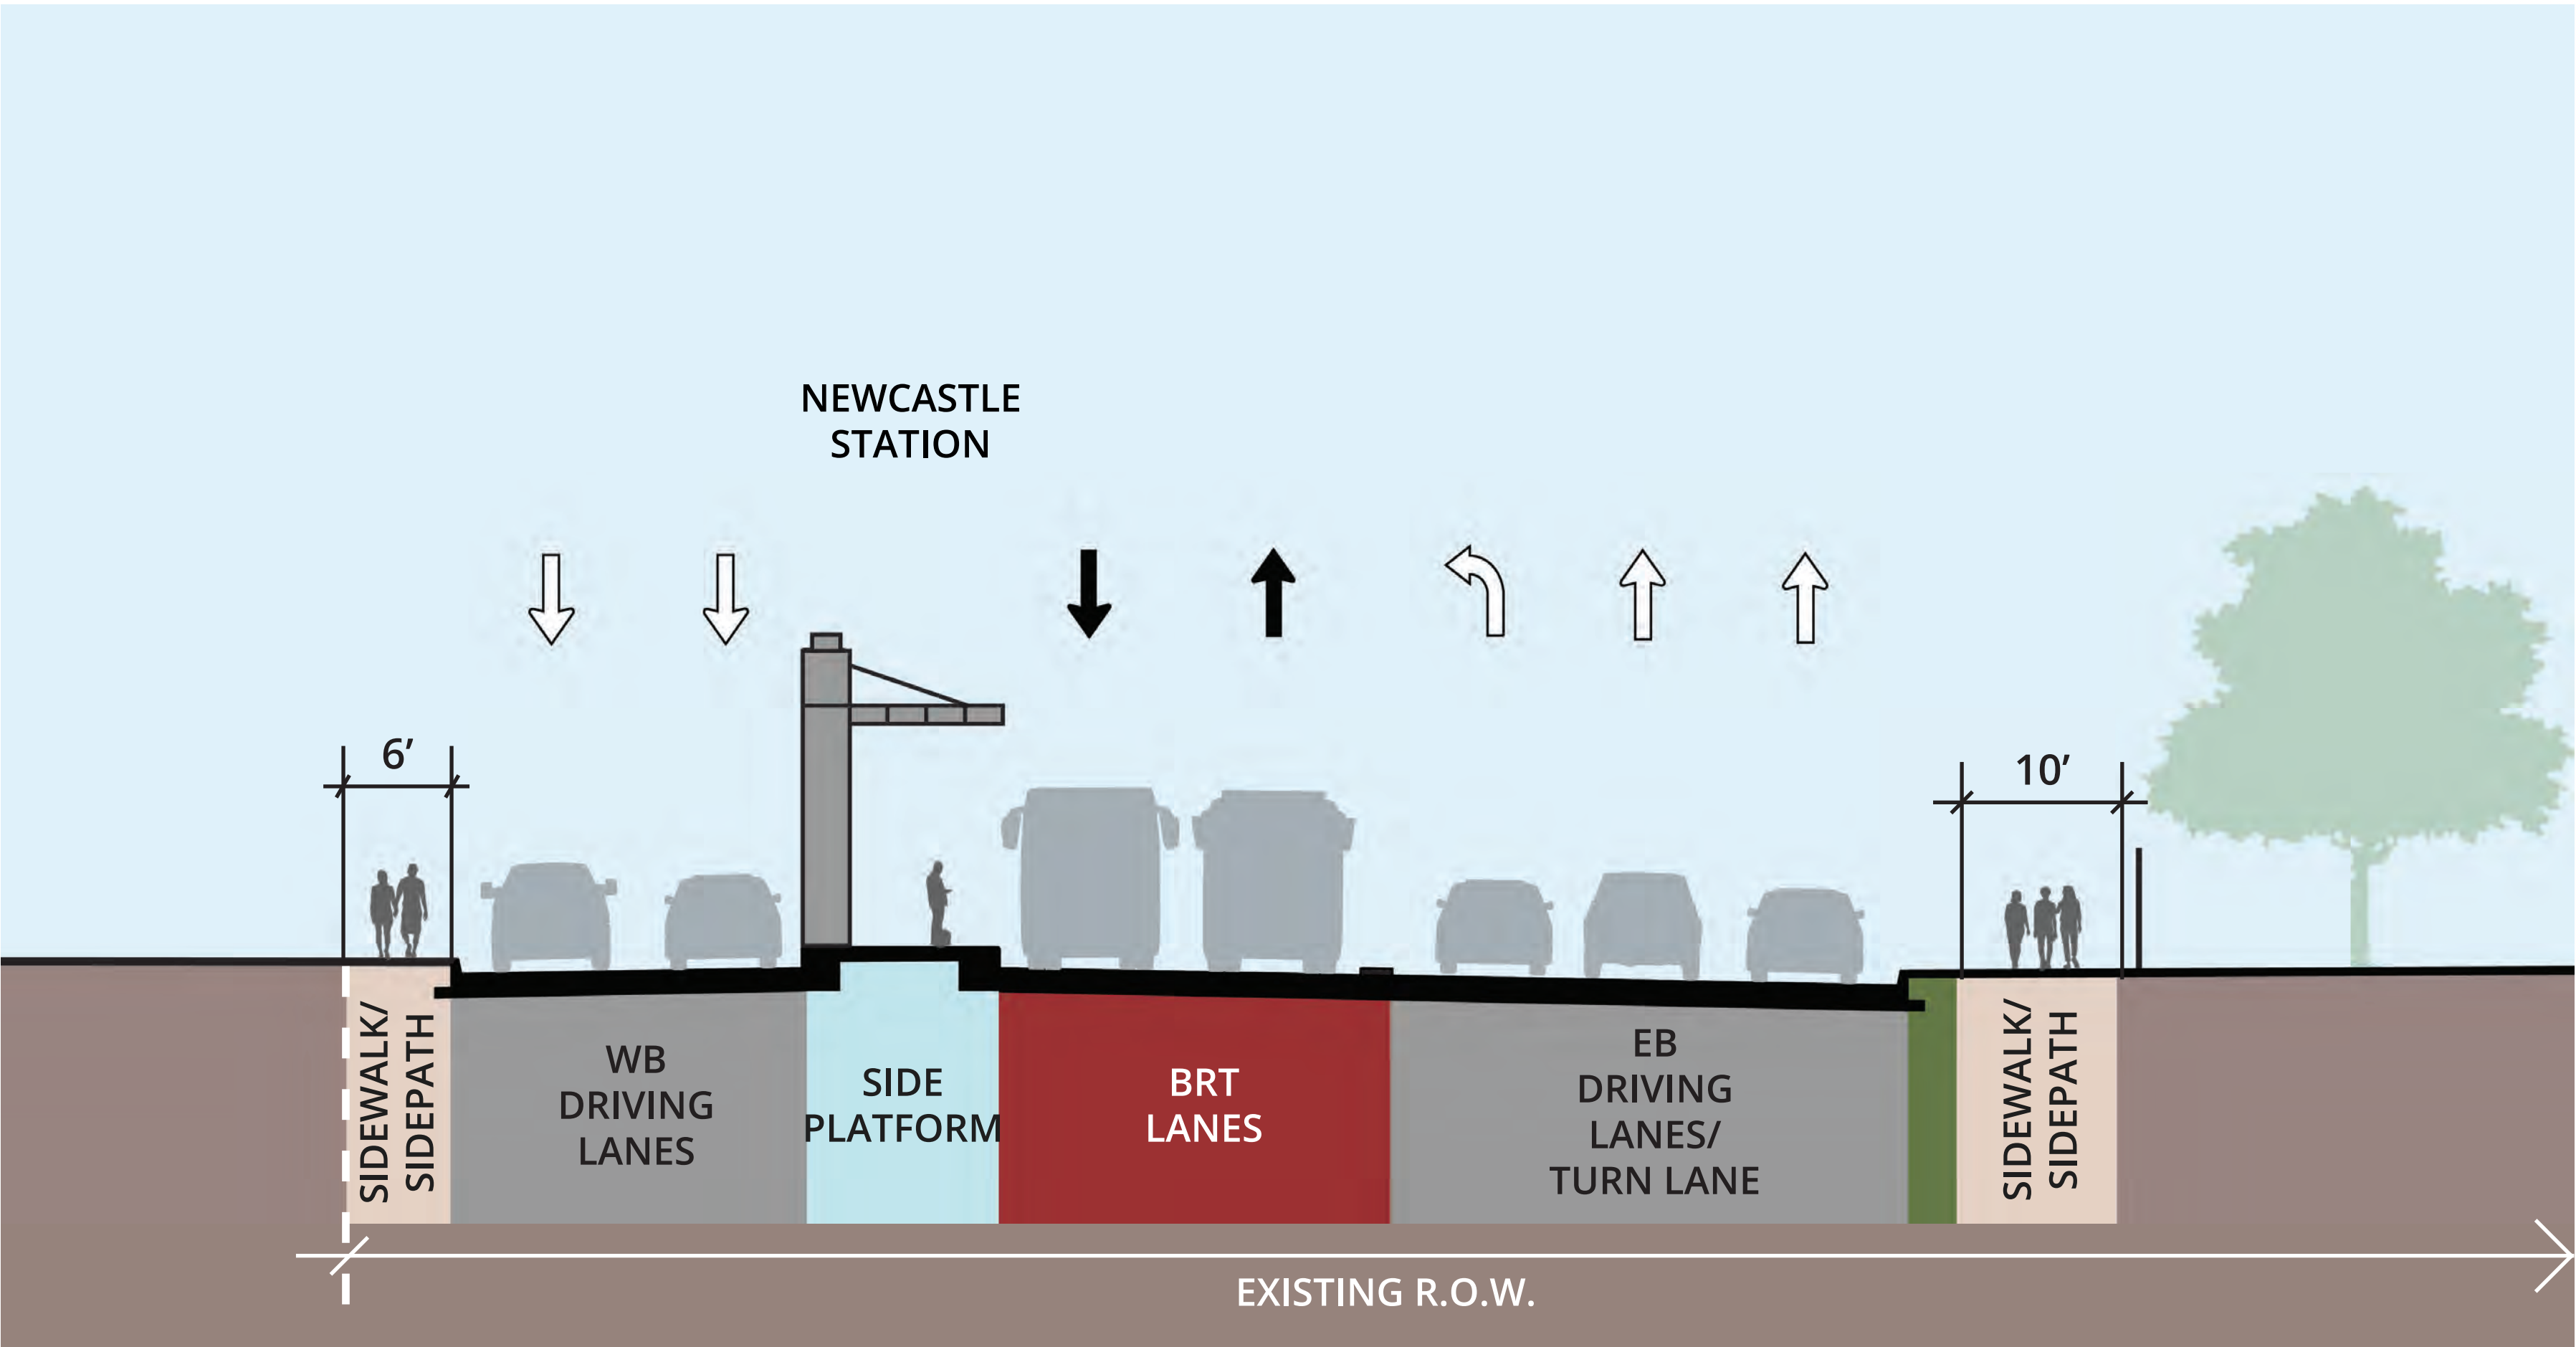 NEWCASTLE
STATION
6’
10’
SIDEWALK/
SIDEPATH
WB
DRIVING
LANES
SIDE
PLATFORM
BRT
LANES
EB
DRIVING
LANES/
TURN LANE
SIDEWALK/
SIDEPATH
EXISTING R.O.W.